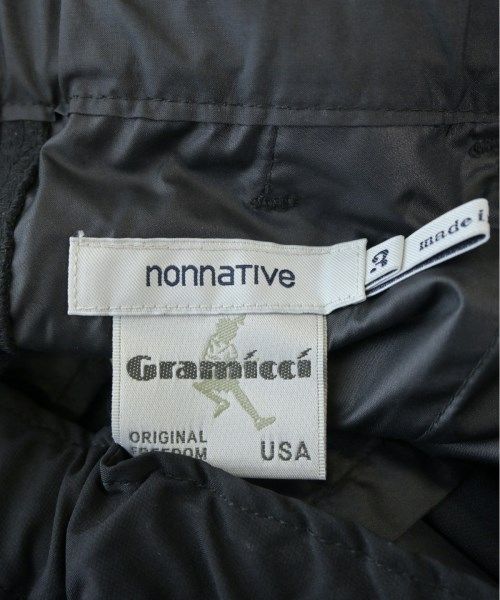 nonnaTive
made i
Gramicci
ORIGINAL
FREEDOM
USA